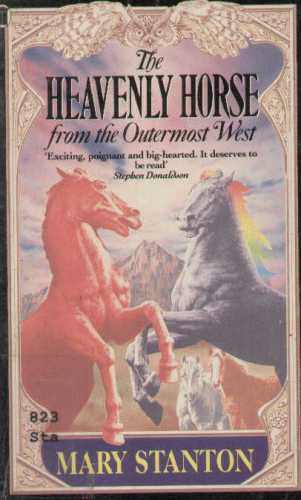 The
HEAVENLY HORSE
from the Outermost West
'Exciting, poignant and big-hearted. It deserves to
be read'
Stephen Donaldson
823
Sta
MARY STANTON